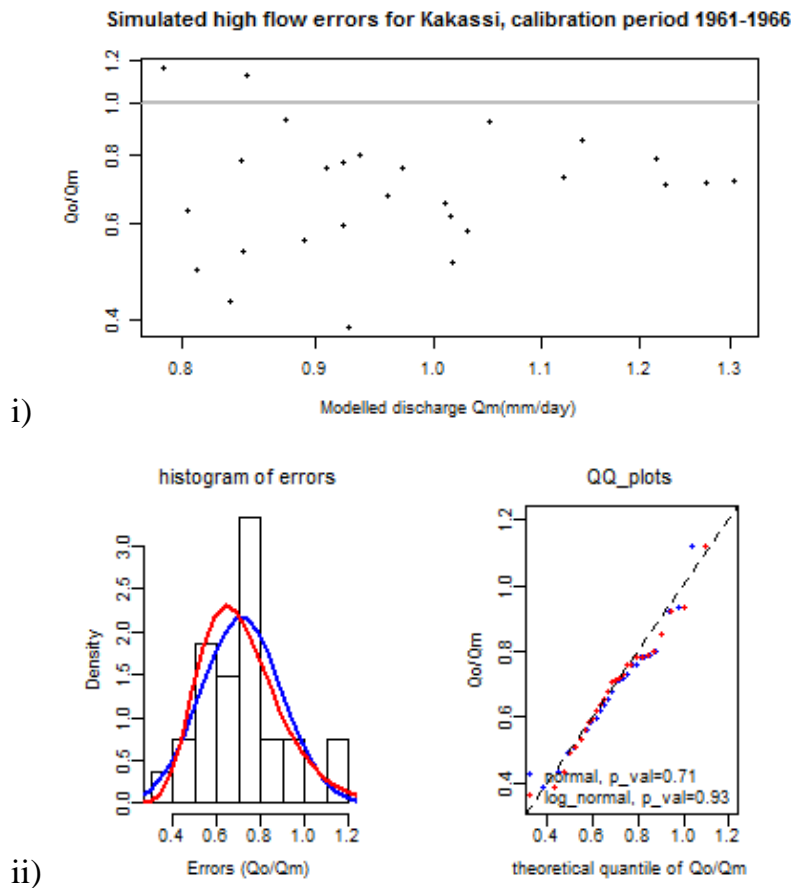 Simulated high flow errors for Kakassi, calibration period 1961-1966
1.2
1.0
0.8
0.6
0.4
Qo/Qm
0.8 0.9 1.0 1.1 1.2 1.3
Modelled discharge Qm(mm/day)
i)
histogram of errors
3.0
2.5
2.0
1.5
1.0
0.5
0.0
Density
0.4 0.6 0.8 1.0 1.2
Errors (Qo/Qm)
QQ_plots
1.2
1.0
0.8
0.6
0.4
Qo/Qm
normal, p_val=0.71
log_normal, p_val=0.93
0.4 0.6 0.8 1.0 1.2
theoretical quantile of Qo/Qm
ii)